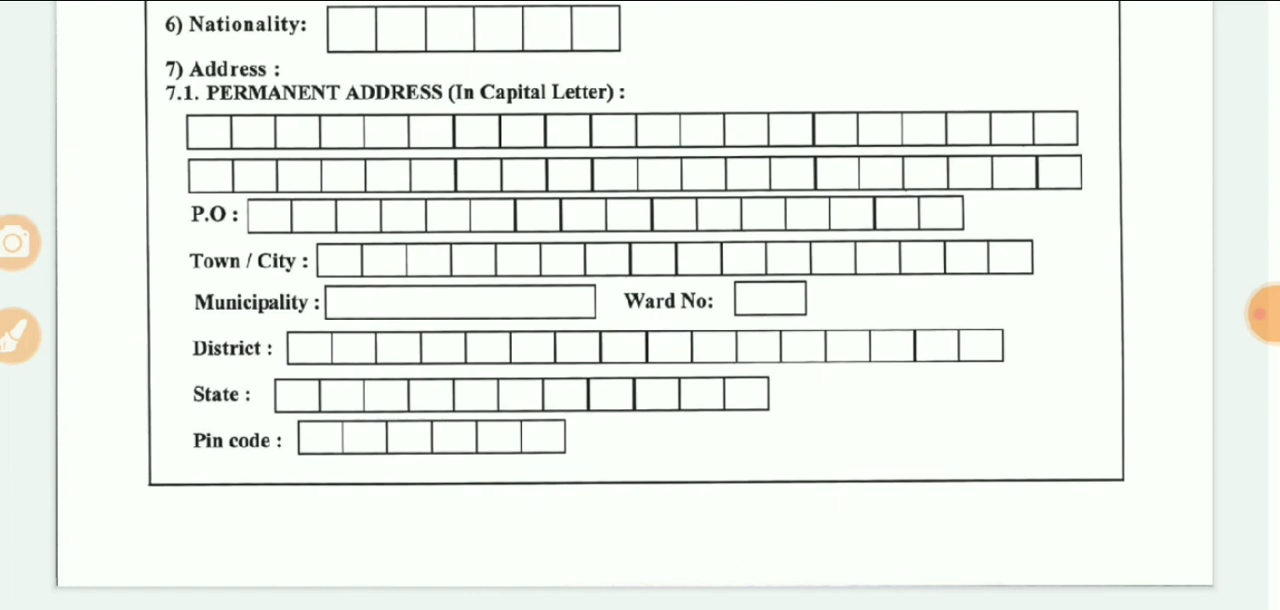 6) Nationality:
7) Address :
7.1. PERMANENT ADDRESS (In Capital Letter) :
P.O :
Town / City :
Municipality :
Ward No:
District :
State :
Pin code :